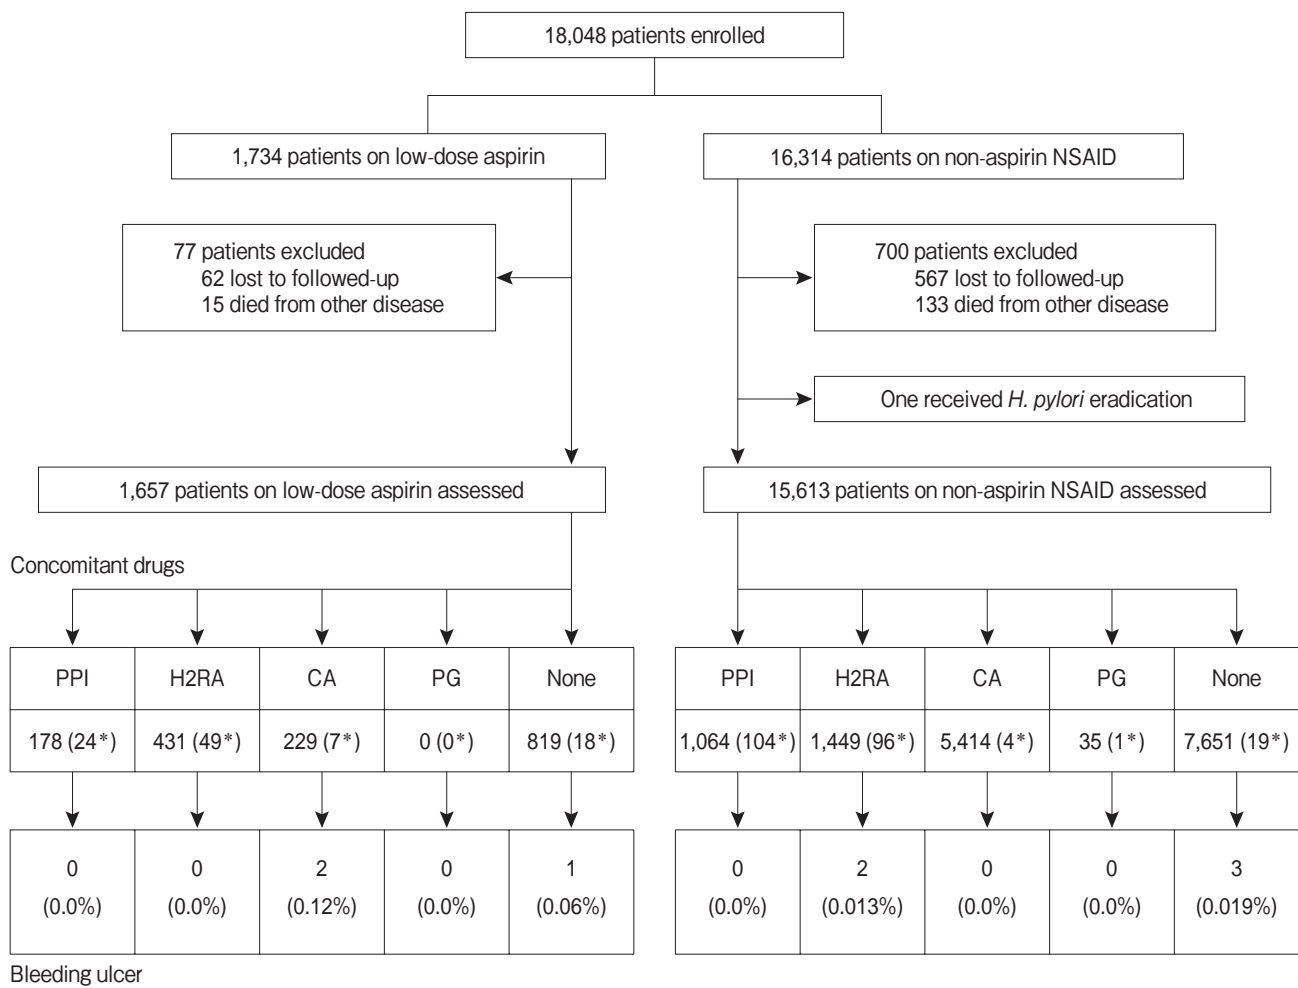 18,048 patients enrolled
1,734 patients on low-dose aspirin
16,314 patients on non-aspirin NSAID
77 patients excluded
62 lost to followed-up
15 died from other disease
700 patients excluded
567 lost to followed-up
133 died from other disease
One received H. pylori eradication
1,657 patients on low-dose aspirin assessed
15,613 patients on non-aspirin NSAID assessed
Concomitant drugs
PPI H2RA CA PG None
178 (24*) 431 (49*) 229 (7*) 0 (0*) 819 (18*)
0 0 2 0 1
(0.0%) (0.0%) (0.12%) (0.0%) (0.06%)
PPI H2RA CA PG None
1,064 (104*) 1,449 (96*) 5,414 (4*) 35 (1*) 7,651 (19*)
0 2 0 0 3
(0.0%) (0.013%) (0.0%) (0.0%) (0.019%)
Bleeding ulcer